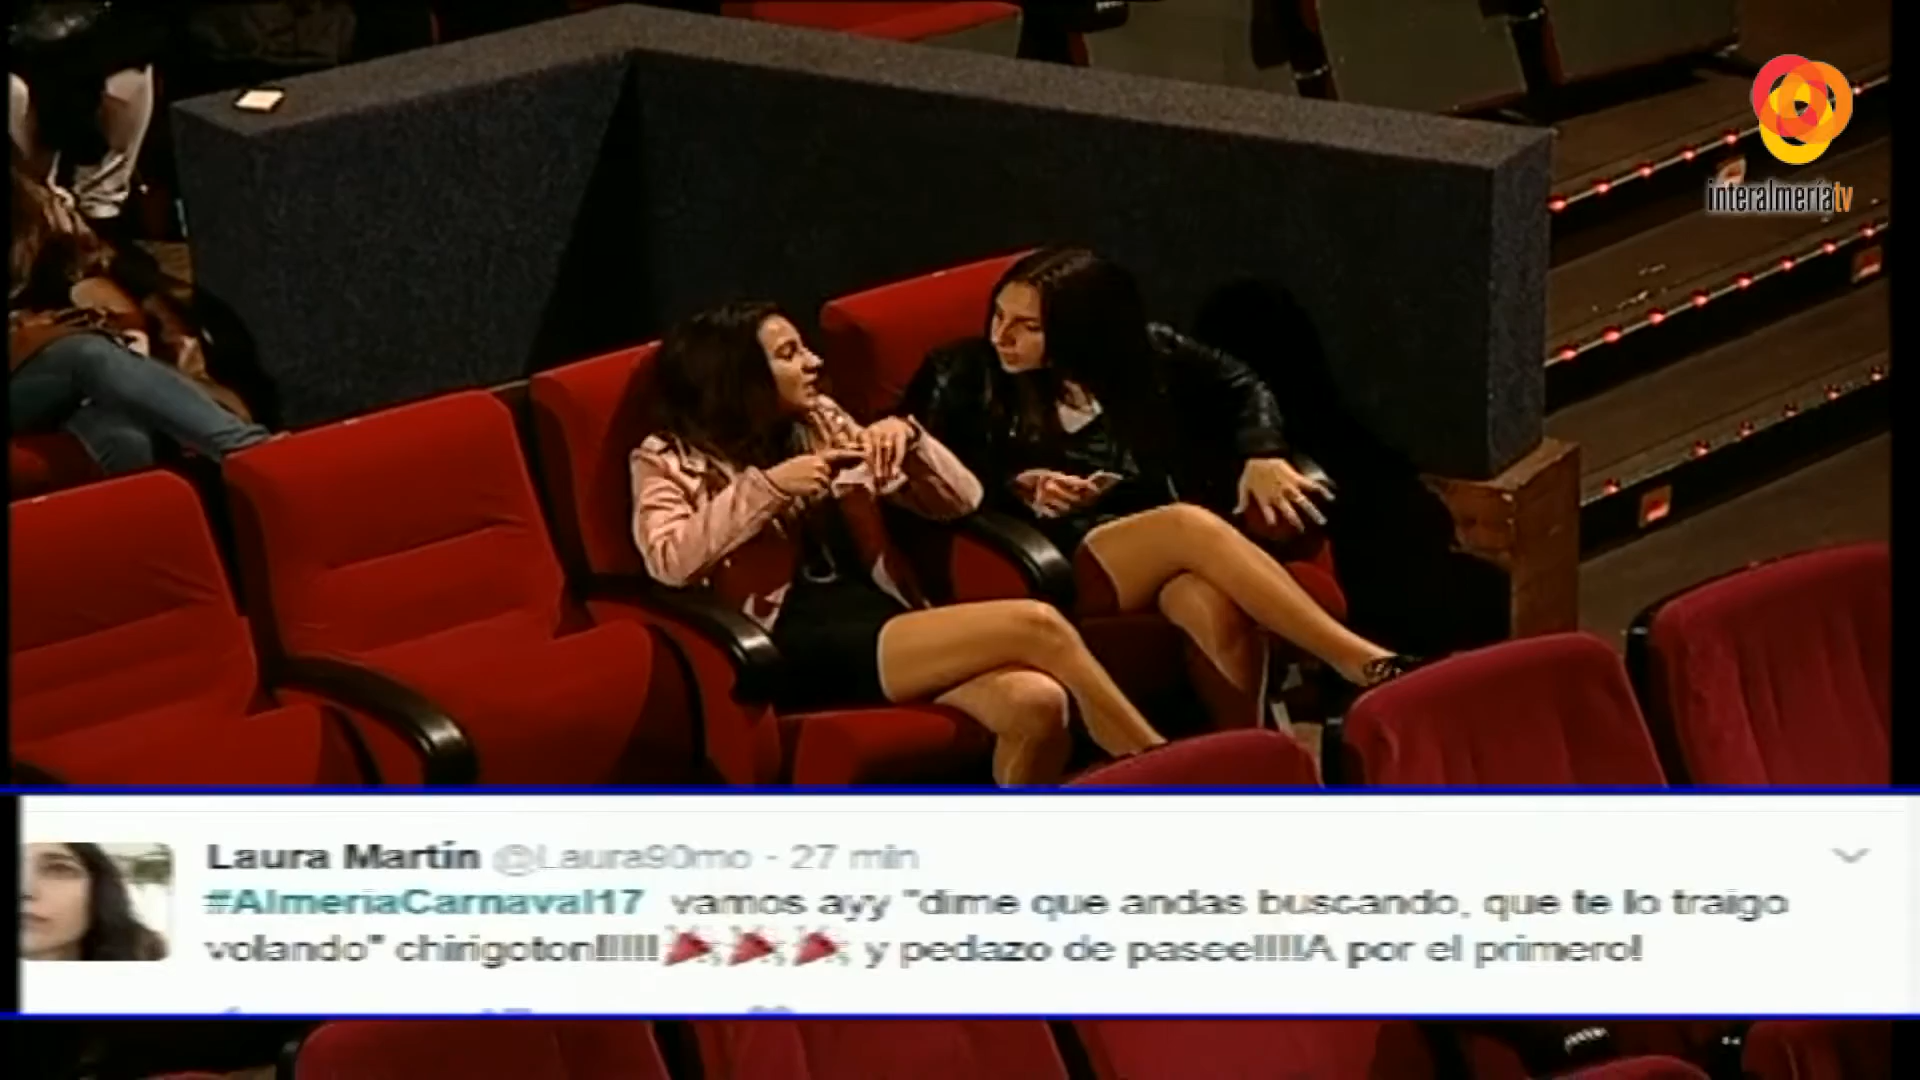 interalmeríatv
Laura Martín @Laura90mo · 27 min
#AlmeriaCarnaval17 vamos ayy "dime que andas buscando, que te lo traigo
volando" chirigoton!!!!!! 🎉🎉🎉 y pedazo de pasee!!!!A por el primero!